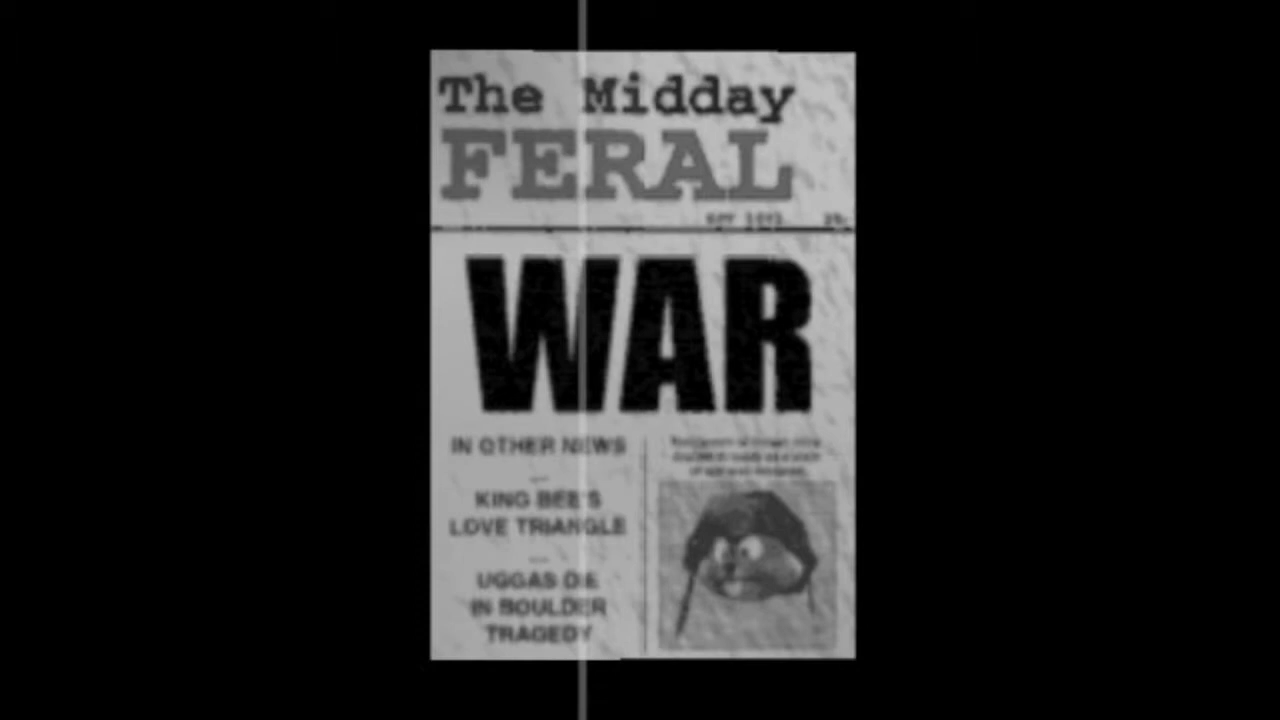 The Midday
FERAL
WAR
IN OTHER NEWS
KING BEE'S
LOVE TRIANGLE
UGGAS DIE
IN BOULDER
TRAGEDY